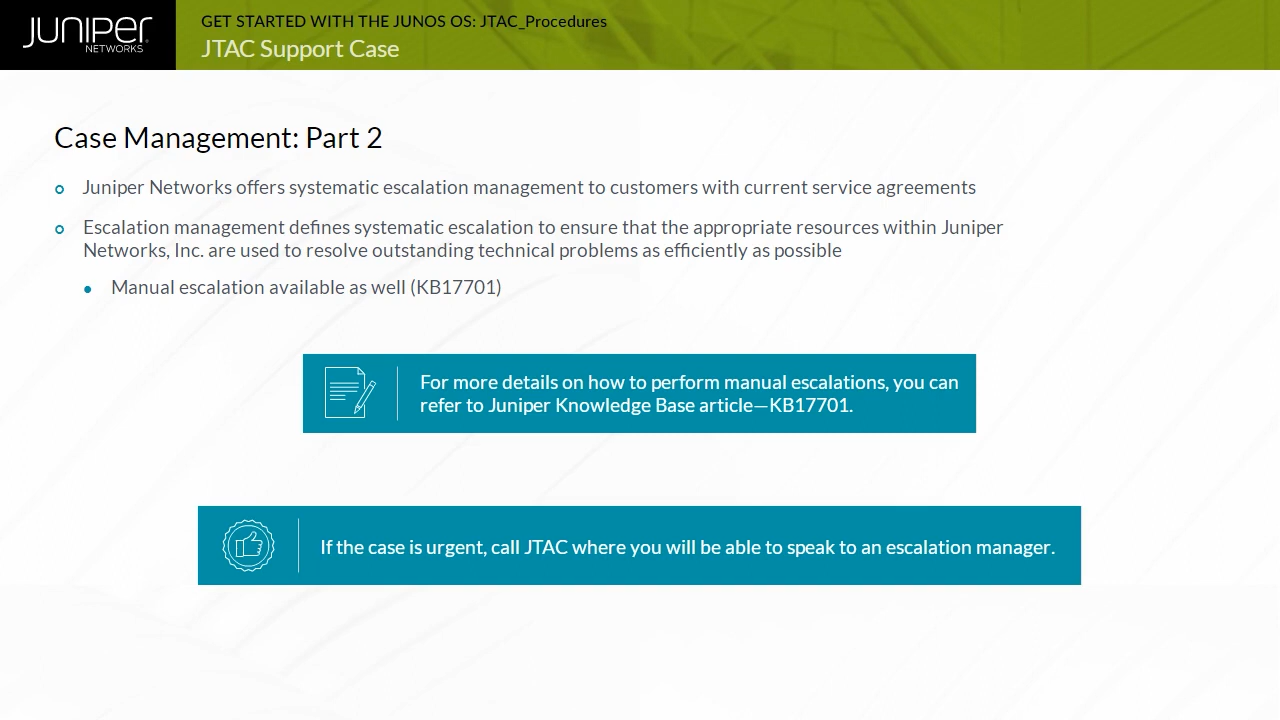 JUNIPEr
NETWORKS
GET STARTED WITH THE JUNOS OS: JTAC_Procedures
JTAC Support Case
Case Management: Part 2
Juniper Networks offers systematic escalation management to customers with current service agreements
Escalation management defines systematic escalation to ensure that the appropriate resources within Juniper
Networks, Inc. are used to resolve outstanding technical problems as efficiently as possible
Manual escalation available as well (KB17701)
For more details on how to perform manual escalations, you can
refer to Juniper Knowledge Base article—KB17701.
If the case is urgent, call JTAC where you will be able to speak to an escalation manager.